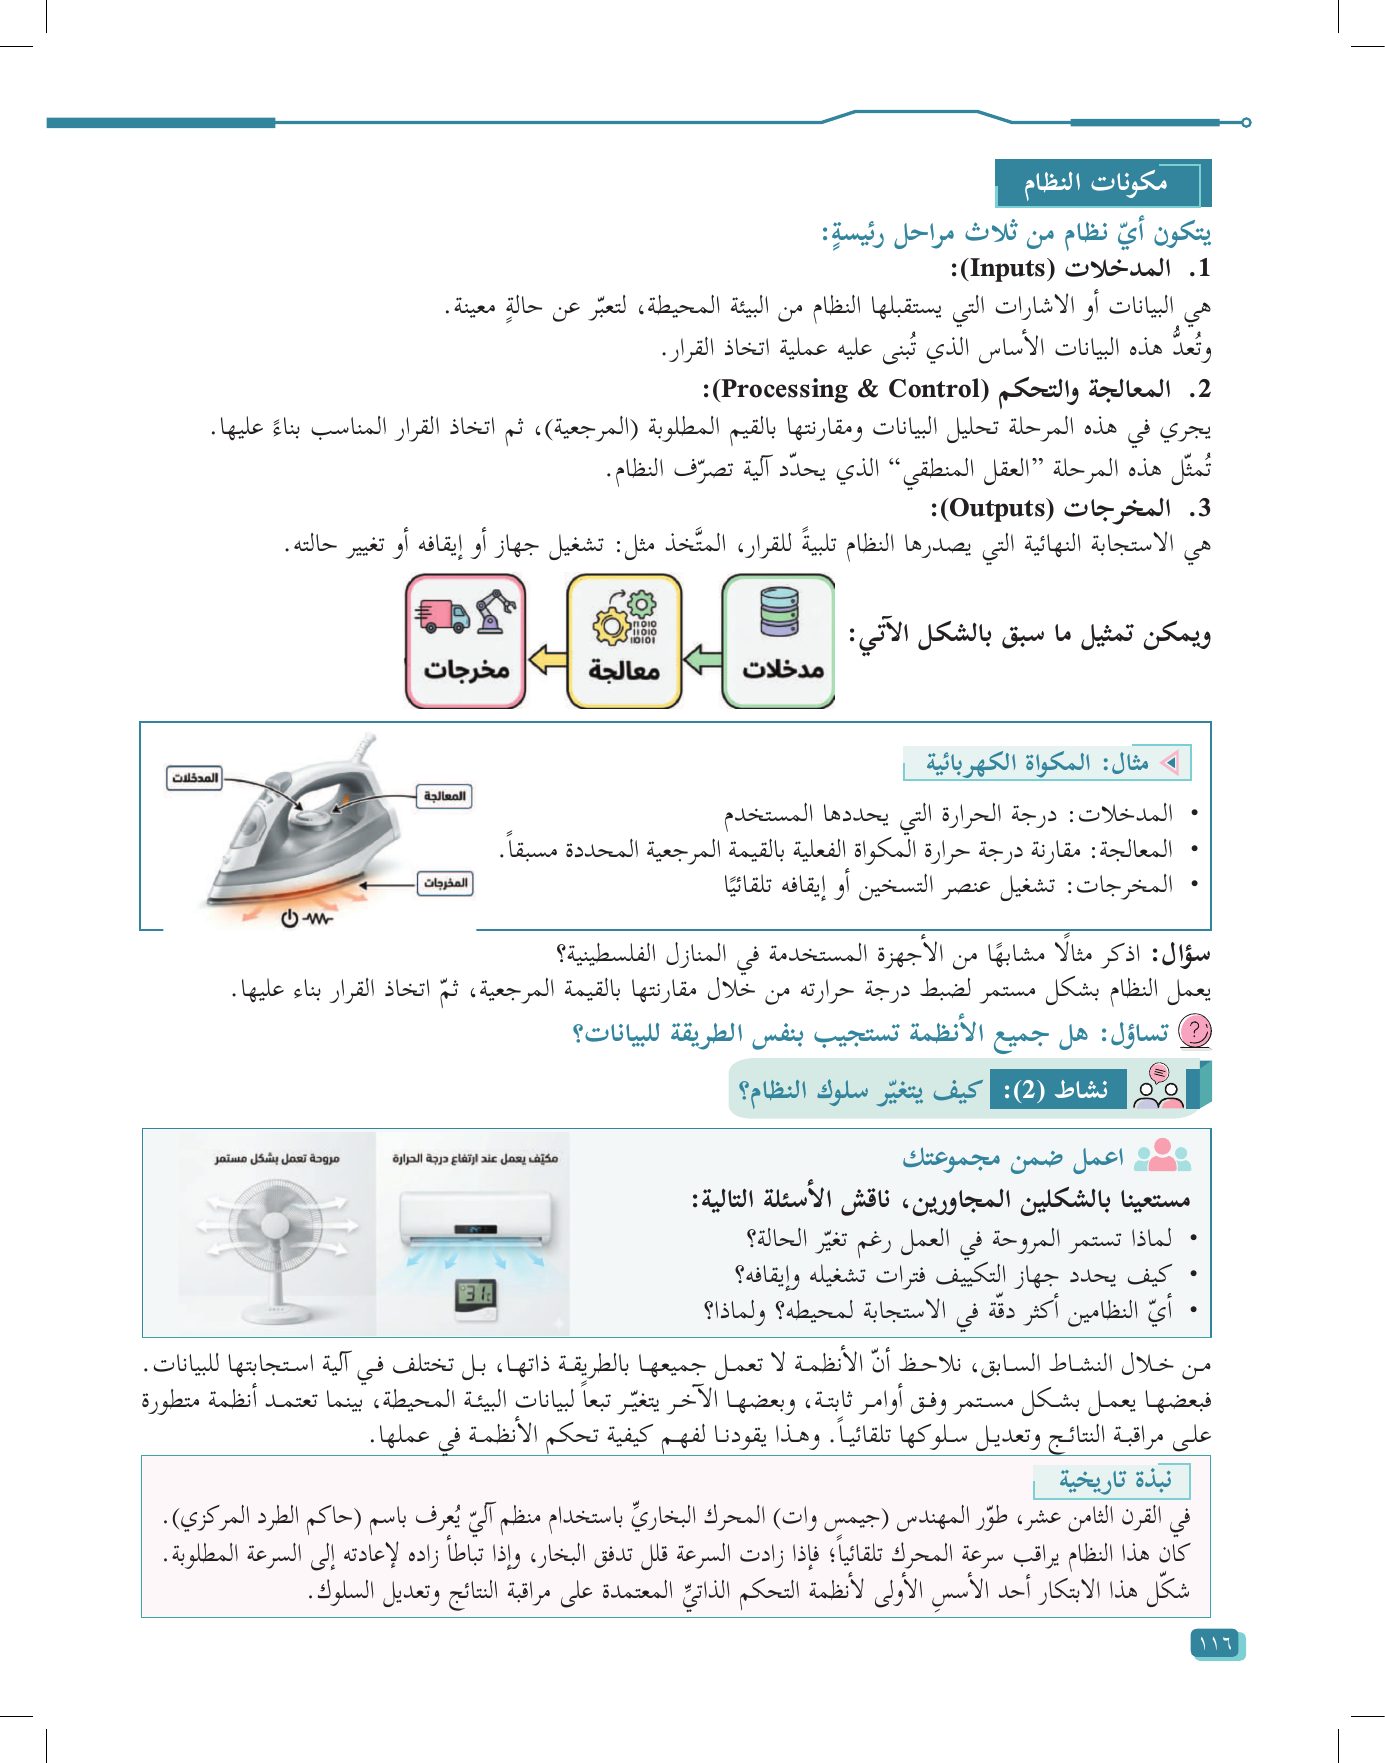 مكونات النظام
يتكون أيّ نظام من ثلاث مراحل رئيسةٍ:
1. المدخلات (Inputs):
هي البيانات أو الاشارات التي يستقبلها النظام من البيئة المحيطة، لتعبّر عن حالةٍ معينة.
وتُعدُّ هذه البيانات الأساس الذي تُبنى عليه عملية اتخاذ القرار.
2. المعالجة والتحكم (Processing & Control):
يجري في هذه المرحلة تحليل البيانات ومقارنتها بالقيم المطلوبة (المرجعية)، ثم اتخاذ القرار المناسب بناءً عليها.
تُمثّل هذه المرحلة ”العقل المنطقي“ الذي يحدّد آلية تصرّف النظام.
3. المخرجات (Outputs):
هي الاستجابة النهائية التي يصدرها النظام تلبيةً للقرار، المتَّخذ مثل: تشغيل جهاز أو إيقافه أو تغيير حالته.
ويمكن تمثيل ما سبق بالشكل الآتي:
مدخلات
معالجة
11010
11010
10101
مخرجات
مثال: المكواة الكهربائية
• المدخلات: درجة الحرارة التي يحددها المستخدم
• المعالجة: مقارنة درجة حرارة المكواة الفعلية بالقيمة المرجعية المحددة مسبقاً.
• المخرجات: تشغيل عنصر التسخين أو إيقافه تلقائيًا
المدخلات
المعالجة
المخرجات
سؤال: اذكر مثالًا مشابهًا من الأجهزة المستخدمة في المنازل الفلسطينية؟
يعمل النظام بشكل مستمر لضبط درجة حرارته من خلال مقارنتها بالقيمة المرجعية، ثمّ اتخاذ القرار بناء عليها.
تساؤل: هل جميع الأنظمة تستجيب بنفس الطريقة للبيانات؟
نشاط (2): كيف يتغيّر سلوك النظام؟
اعمل ضمن مجموعتك
مستعينا بالشكلين المجاورين، ناقش الأسئلة التالية:
• لماذا تستمر المروحة في العمل رغم تغيّر الحالة؟
• كيف يحدد جهاز التكييف فترات تشغيله وإيقافه؟
• أيّ النظامين أكثر دقّة في الاستجابة لمحيطه؟ ولماذا؟
مكيّف يعمل عند ارتفاع درجة الحرارة
31c
مروحة تعمل بشكل مستمر
من خلال النشاط السابق، نلاحظ أنّ الأنظمة لا تعمل جميعها بالطريقة ذاتها، بل تختلف في آلية استجابتها للبيانات.
فبعضها يعمل بشكل مستمر وفق أوامر ثابتة، وبعضها الآخر يتغيّر تبعاً لبيانات البيئة المحيطة، بينما تعتمد أنظمة متطورة
على مراقبة النتائج وتعديل سلوكها تلقائياً. وهذا يقودنا لفهم كيفية تحكم الأنظمة في عملها.
نبذة تاريخية
في القرن الثامن عشر، طوّر المهندس (جيمس وات) المحرك البخاريِّ باستخدام منظم آليّ يُعرف باسم (حاكم الطرد المركزي).
كان هذا النظام يراقب سرعة المحرك تلقائياً؛ فإذا زادت السرعة قلل تدفق البخار، وإذا تباطأ زاده لإعادته إلى السرعة المطلوبة.
شكّل هذا الابتكار أحد الأسسِ الأولى لأنظمة التحكم الذاتيِّ المعتمدة على مراقبة النتائج وتعديل السلوك.
١١٦